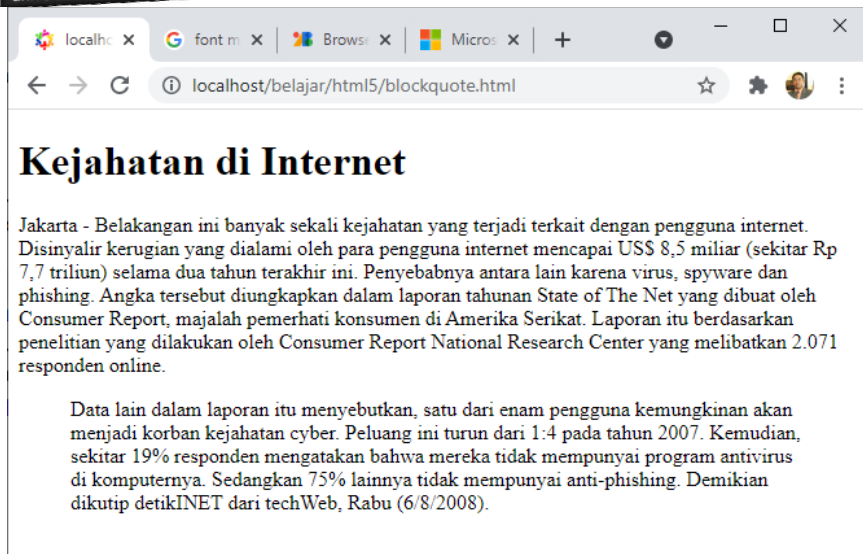 localhc
font m
Brows
Micros
localhost/belajar/html5/blockquote.html
Kejahatan di Internet
Jakarta - Belakangan ini banyak sekali kejahatan yang terjadi terkait dengan pengguna internet.
Disinyalir kerugian yang dialami oleh para pengguna internet mencapai US$ 8,5 miliar (sekitar Rp
7,7 triliun) selama dua tahun terakhir ini. Penyebabnya antara lain karena virus, spyware dan
phishing. Angka tersebut diungkapkan dalam laporan tahunan State of The Net yang dibuat oleh
Consumer Report, majalah pemerhati konsumen di Amerika Serikat. Laporan itu berdasarkan
penelitian yang dilakukan oleh Consumer Report National Research Center yang melibatkan 2.071
responden online.
Data lain dalam laporan itu menyebutkan, satu dari enam pengguna kemungkinan akan
menjadi korban kejahatan cyber. Peluang ini turun dari 1:4 pada tahun 2007. Kemudian,
sekitar 19% responden mengatakan bahwa mereka tidak mempunyai program antivirus
di komputernya. Sedangkan 75% lainnya tidak mempunyai anti-phishing. Demikian
dikutip detikINET dari techWeb, Rabu (6/8/2008).